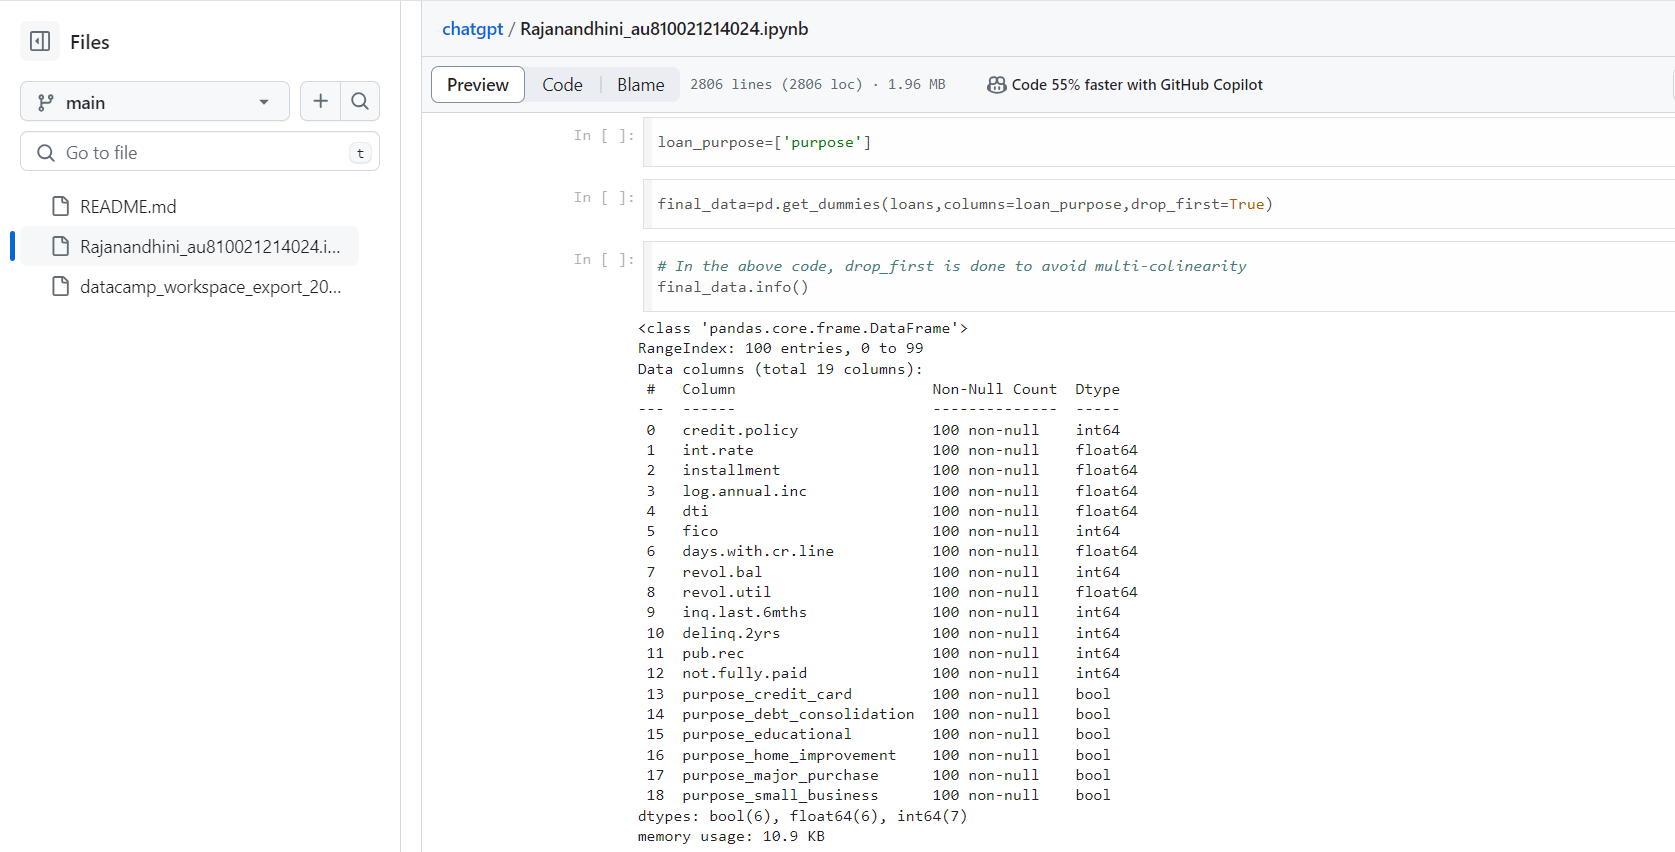 Files
main
Go to file
t
README.md
Rajanandhini_au810021214024.i...
datacamp_workspace_export_20...
chatgpt / Rajanandhini_au810021214024.ipynb
Preview Code Blame 2806 lines (2806 loc) · 1.96 MB Code 55% faster with GitHub Copilot
In [ ]: loan_purpose=['purpose']
In [ ]: final_data=pd.get_dummies(loans,columns=loan_purpose,drop_first=True)
In [ ]: # In the above code, drop_first is done to avoid multi-colinearity
final_data.info()
<class 'pandas.core.frame.DataFrame'>
RangeIndex: 100 entries, 0 to 99
Data columns (total 19 columns):
 #   Column                      Non-Null Count  Dtype
---  ------                      --------------  -----
 0   credit.policy               100 non-null    int64
 1   int.rate                    100 non-null    float64
 2   installment                 100 non-null    float64
 3   log.annual.inc              100 non-null    float64
 4   dti                         100 non-null    float64
 5   fico                        100 non-null    int64
 6   days.with.cr.line           100 non-null    float64
 7   revol.bal                   100 non-null    int64
 8   revol.util                  100 non-null    float64
 9   inq.last.6mths              100 non-null    int64
 10  delinq.2yrs                 100 non-null    int64
 11  pub.rec                     100 non-null    int64
 12  not.fully.paid              100 non-null    int64
 13  purpose_credit_card         100 non-null    bool
 14  purpose_debt_consolidation  100 non-null    bool
 15  purpose_educational         100 non-null    bool
 16  purpose_home_improvement    100 non-null    bool
 17  purpose_major_purchase      100 non-null    bool
 18  purpose_small_business      100 non-null    bool
dtypes: bool(6), float64(6), int64(7)
memory usage: 10.9 KB